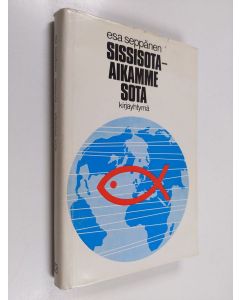 esa seppänen
SISSISOTA–
AIKAMME
SOTA
kirjayhtymä